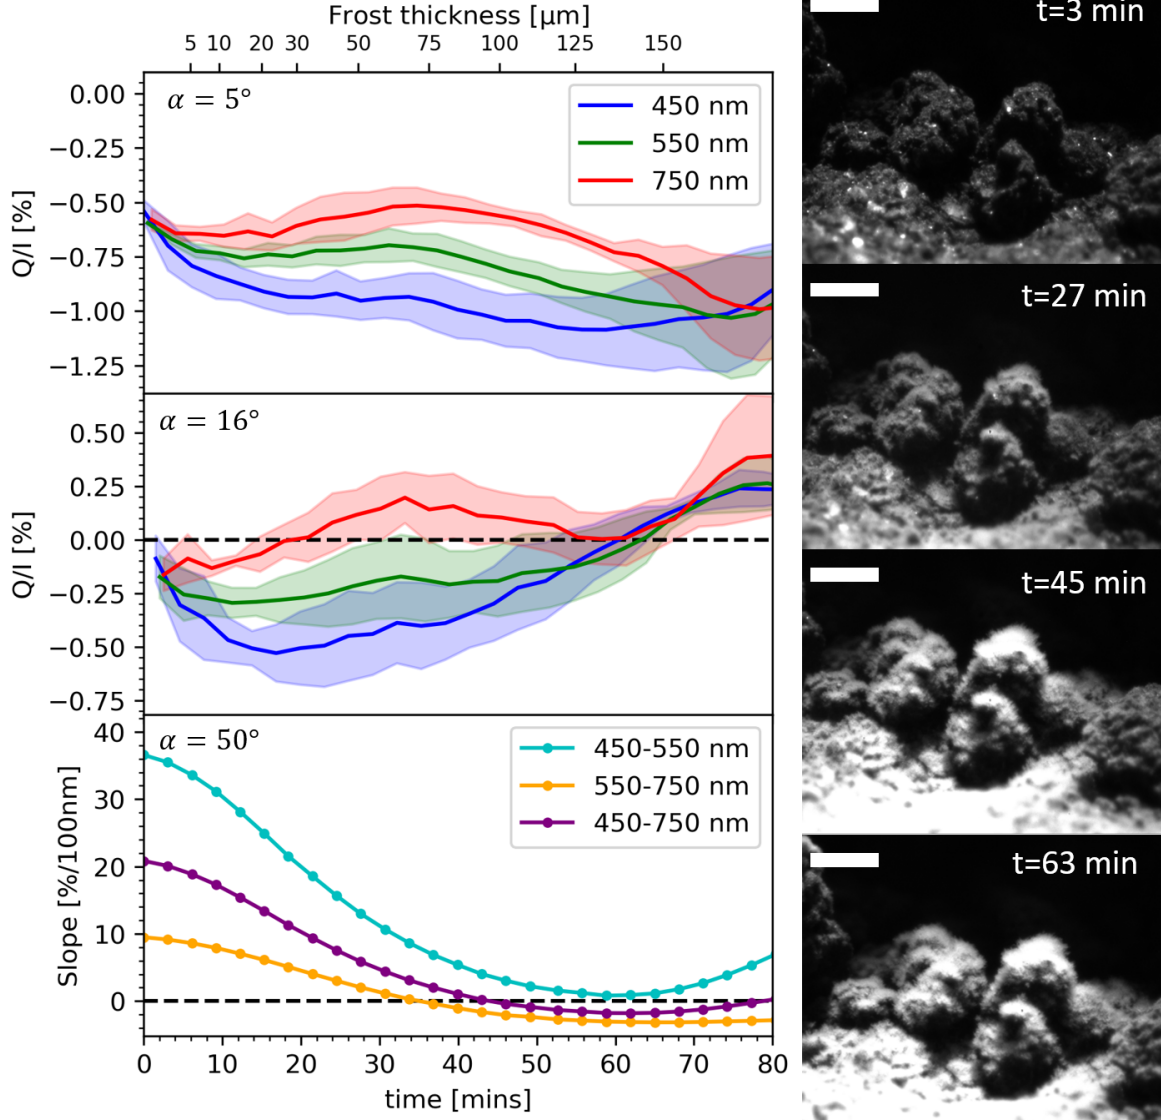 Frost thickness [μm]
5 10 20 30 50 75 100 125 150
α = 5°
450 nm
550 nm
750 nm
0.00
−0.25
−0.50
−0.75
−1.00
−1.25
Q/I [%]
α = 16°
0.50
0.25
0.00
−0.25
−0.50
−0.75
Q/I [%]
α = 50°
450-550 nm
550-750 nm
450-750 nm
40
30
20
10
0
Slope [%/100nm]
0 10 20 30 40 50 60 70 80
time [mins]
t=3 min
t=27 min
t=45 min
t=63 min